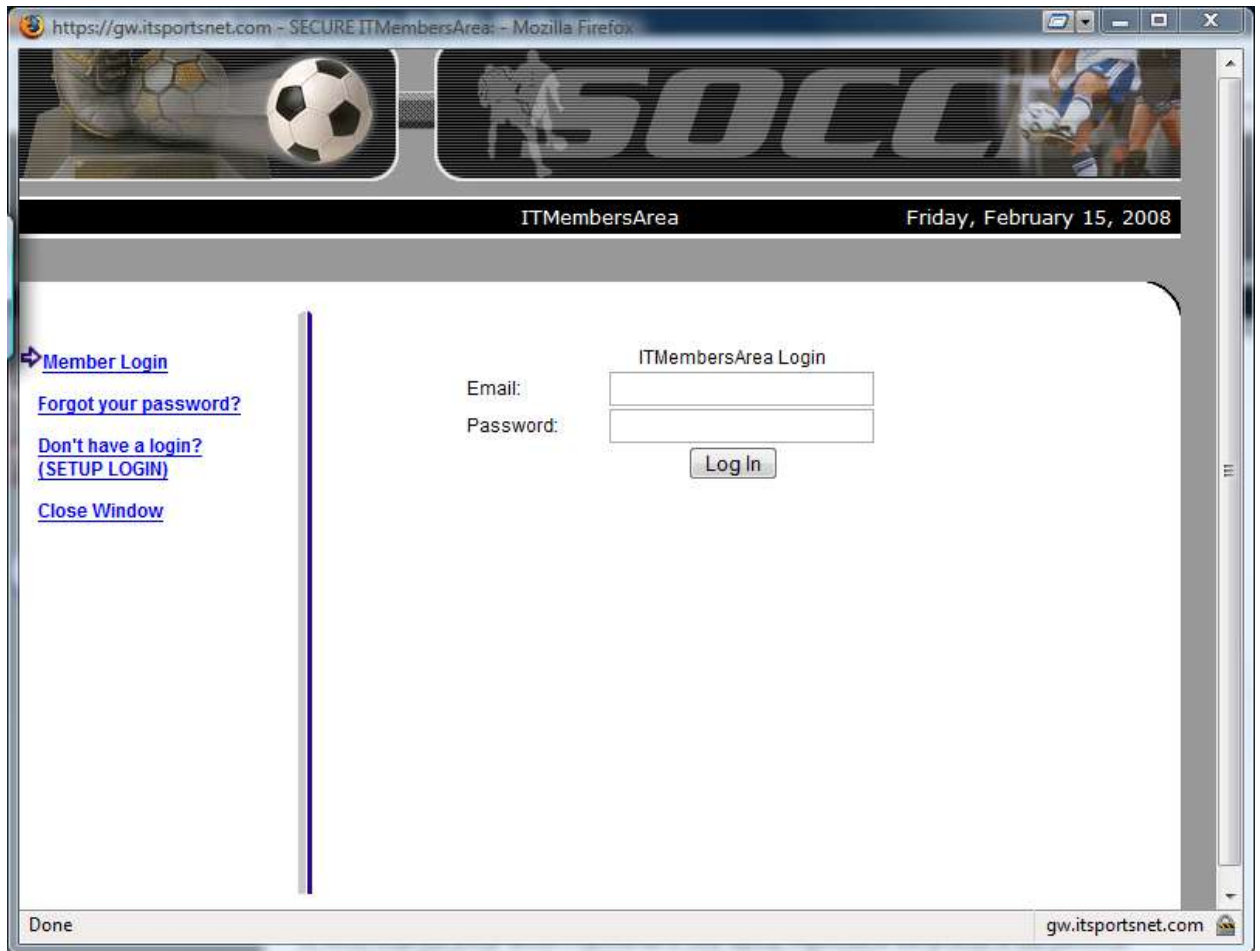 https://gw.itsportsnet.com - SECURE ITMembersArea: - Mozilla Firefox
SOCC
ITMembersArea
Friday, February 15, 2008
Member Login
Forgot your password?
Don't have a login?
(SETUP LOGIN)
Close Window
ITMembersArea Login
Email:
Password:
Log In
Done
gw.itsportsnet.com